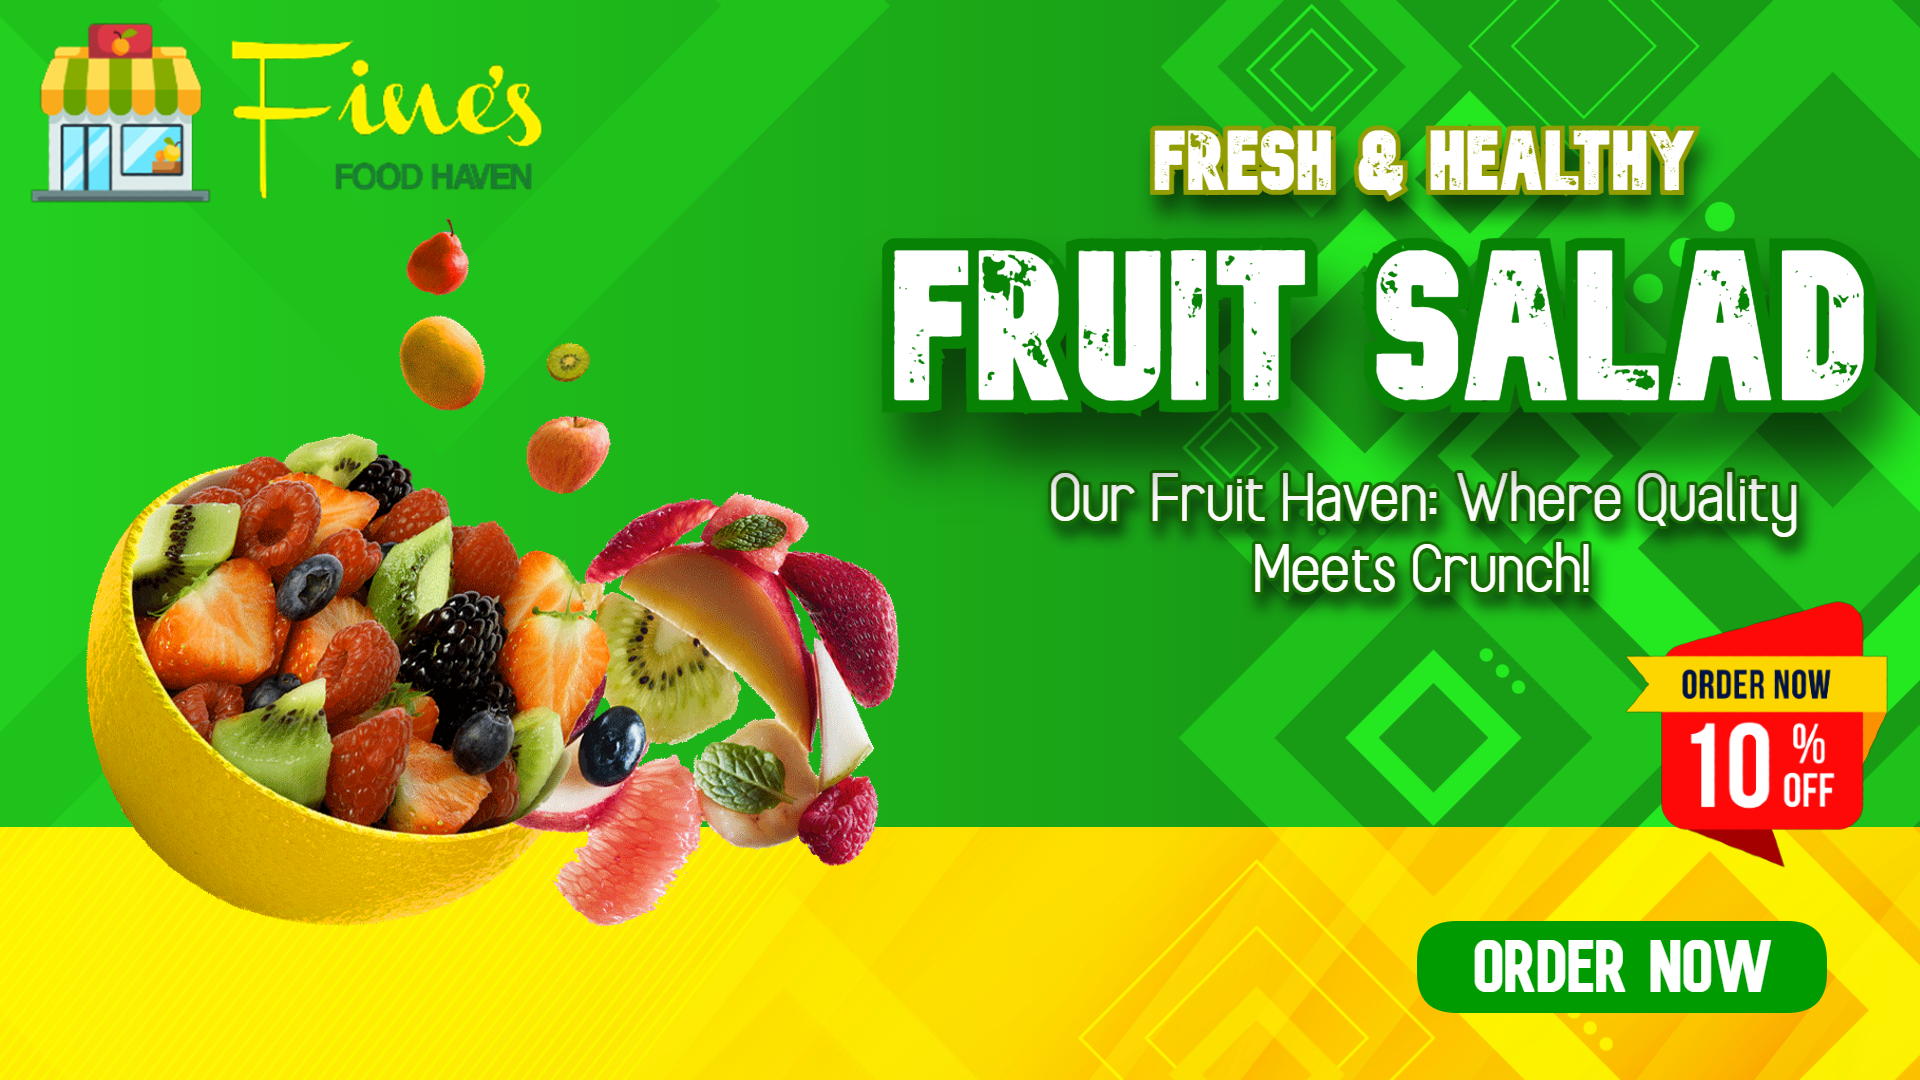 Fine's
FOOD HAVEN
FRESH & HEALTHY
FRUIT SALAD
Our Fruit Haven: Where Quality
Meets Crunch!
ORDER NOW
10 % OFF
ORDER NOW